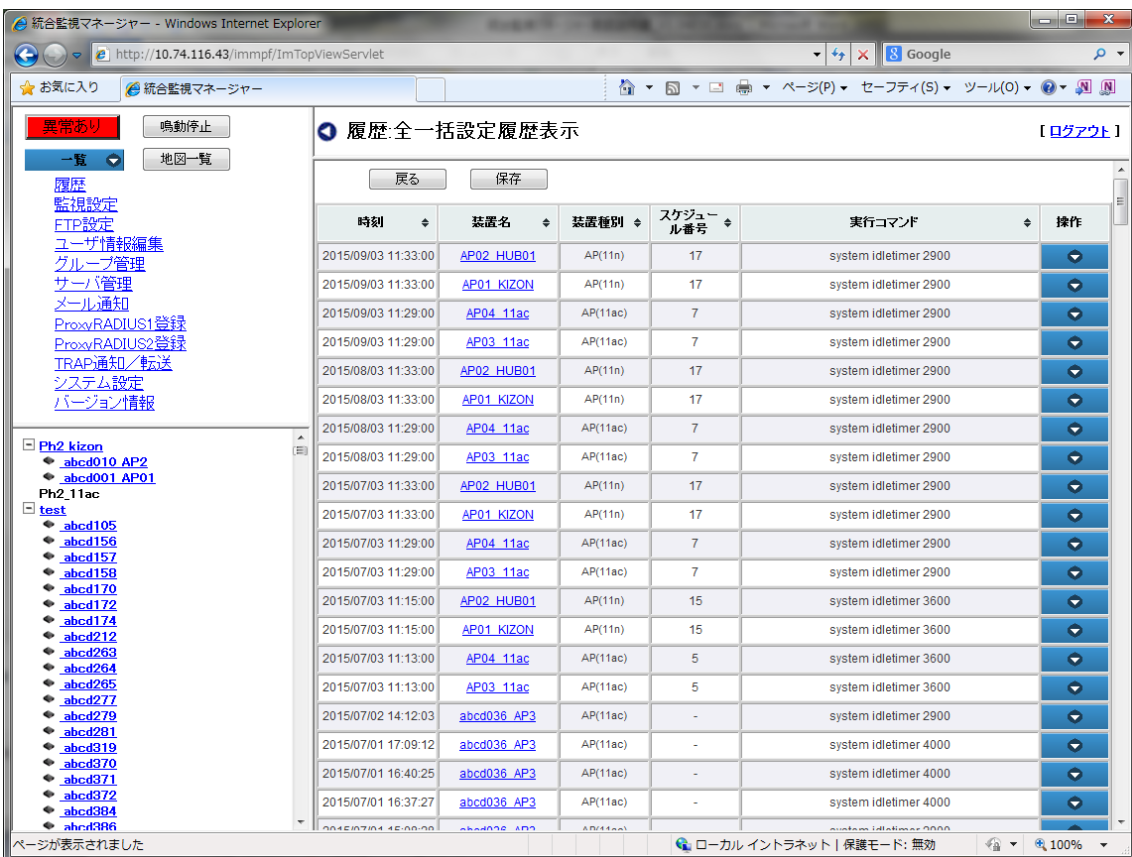 統合監視マネージャー - Windows Internet Explorer
http://10.74.116.43/immpf/ImTopViewServlet
Google
お気に入り
統合監視マネージャー
ページ(P)
セーフティ(S)
ツール(O)
異常あり
鳴動停止
一覧
地図一覧
履歴
監視設定
FTP設定
ユーザ情報編集
グループ管理
サーバ管理
メール通知
ProxyRADIUS1登録
ProxyRADIUS2登録
TRAP通知／転送
システム設定
バージョン情報
Ph2 kizon
abcd010 AP2
abcd001 AP01
Ph2_11ac
test
abcd105
abcd156
abcd157
abcd158
abcd170
abcd172
abcd174
abcd212
abcd263
abcd264
abcd265
abcd277
abcd279
abcd281
abcd319
abcd370
abcd371
abcd372
abcd384
abcd386
履歴:全一括設定履歴表示
[ ログアウト ]
戻る 保存
時刻 装置名 装置種別 スケジュール番号 実行コマンド 操作
2015/09/03 11:33:00 AP02_HUB01 AP(11n) 17 system idletimer 2900
2015/09/03 11:33:00 AP01_KIZON AP(11n) 17 system idletimer 2900
2015/09/03 11:29:00 AP04_11ac AP(11ac) 7 system idletimer 2900
2015/09/03 11:29:00 AP03_11ac AP(11ac) 7 system idletimer 2900
2015/08/03 11:33:00 AP02_HUB01 AP(11n) 17 system idletimer 2900
2015/08/03 11:33:00 AP01_KIZON AP(11n) 17 system idletimer 2900
2015/08/03 11:29:00 AP04_11ac AP(11ac) 7 system idletimer 2900
2015/08/03 11:29:00 AP03_11ac AP(11ac) 7 system idletimer 2900
2015/07/03 11:33:00 AP02_HUB01 AP(11n) 17 system idletimer 2900
2015/07/03 11:33:00 AP01_KIZON AP(11n) 17 system idletimer 2900
2015/07/03 11:29:00 AP04_11ac AP(11ac) 7 system idletimer 2900
2015/07/03 11:29:00 AP03_11ac AP(11ac) 7 system idletimer 2900
2015/07/03 11:15:00 AP02_HUB01 AP(11n) 15 system idletimer 3600
2015/07/03 11:15:00 AP01_KIZON AP(11n) 15 system idletimer 3600
2015/07/03 11:13:00 AP04_11ac AP(11ac) 5 system idletimer 3600
2015/07/03 11:13:00 AP03_11ac AP(11ac) 5 system idletimer 3600
2015/07/02 14:12:03 abcd036_AP3 AP(11ac) - system idletimer 2900
2015/07/01 17:09:12 abcd036_AP3 AP(11ac) - system idletimer 4000
2015/07/01 16:40:25 abcd036_AP3 AP(11ac) - system idletimer 4000
2015/07/01 16:37:27 abcd036_AP3 AP(11ac) - system idletimer 4000
ページが表示されました
ローカル イントラネット | 保護モード: 無効
100%